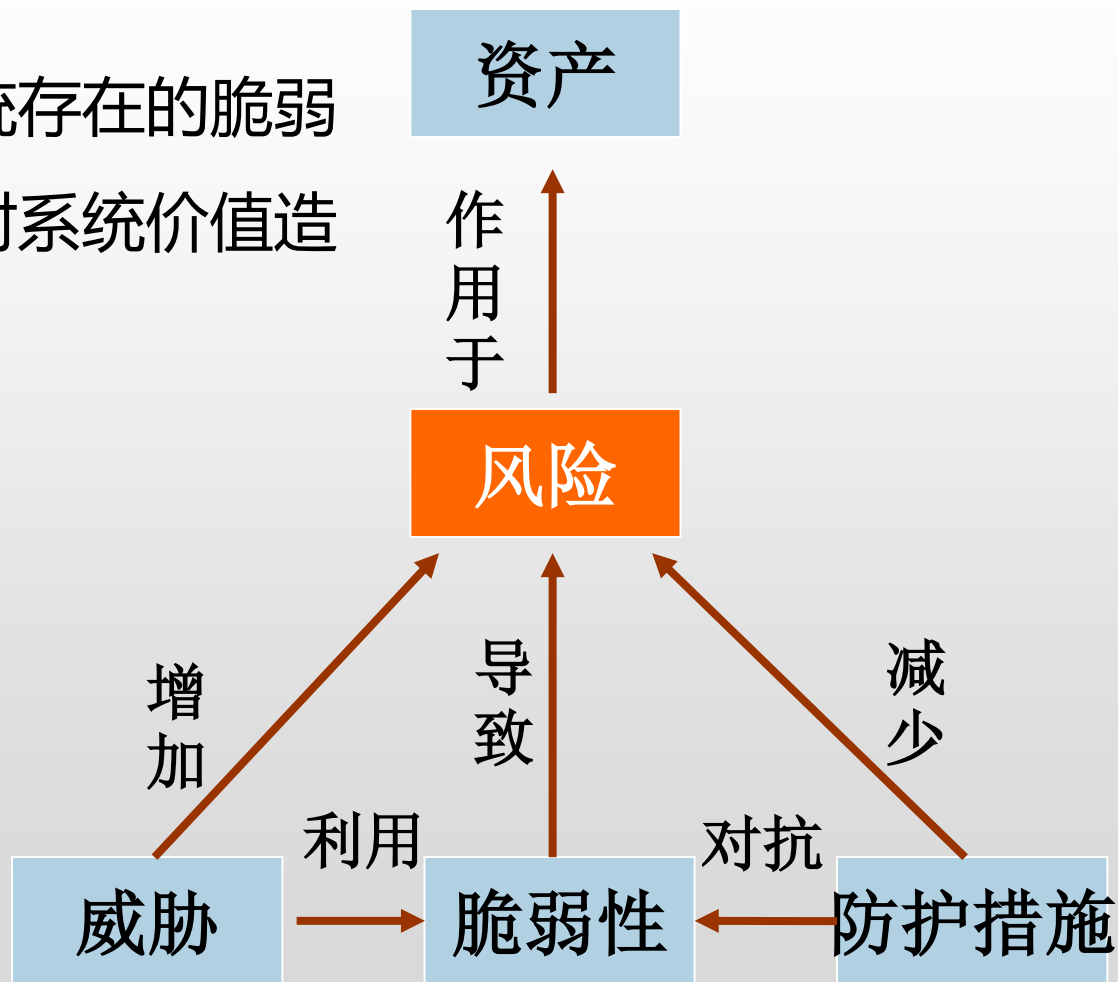 资产
统存在的脆弱
对系统价值造
作
用
于
风险
增
加
导
致
减
少
利用
对抗
威胁
脆弱性
防护措施